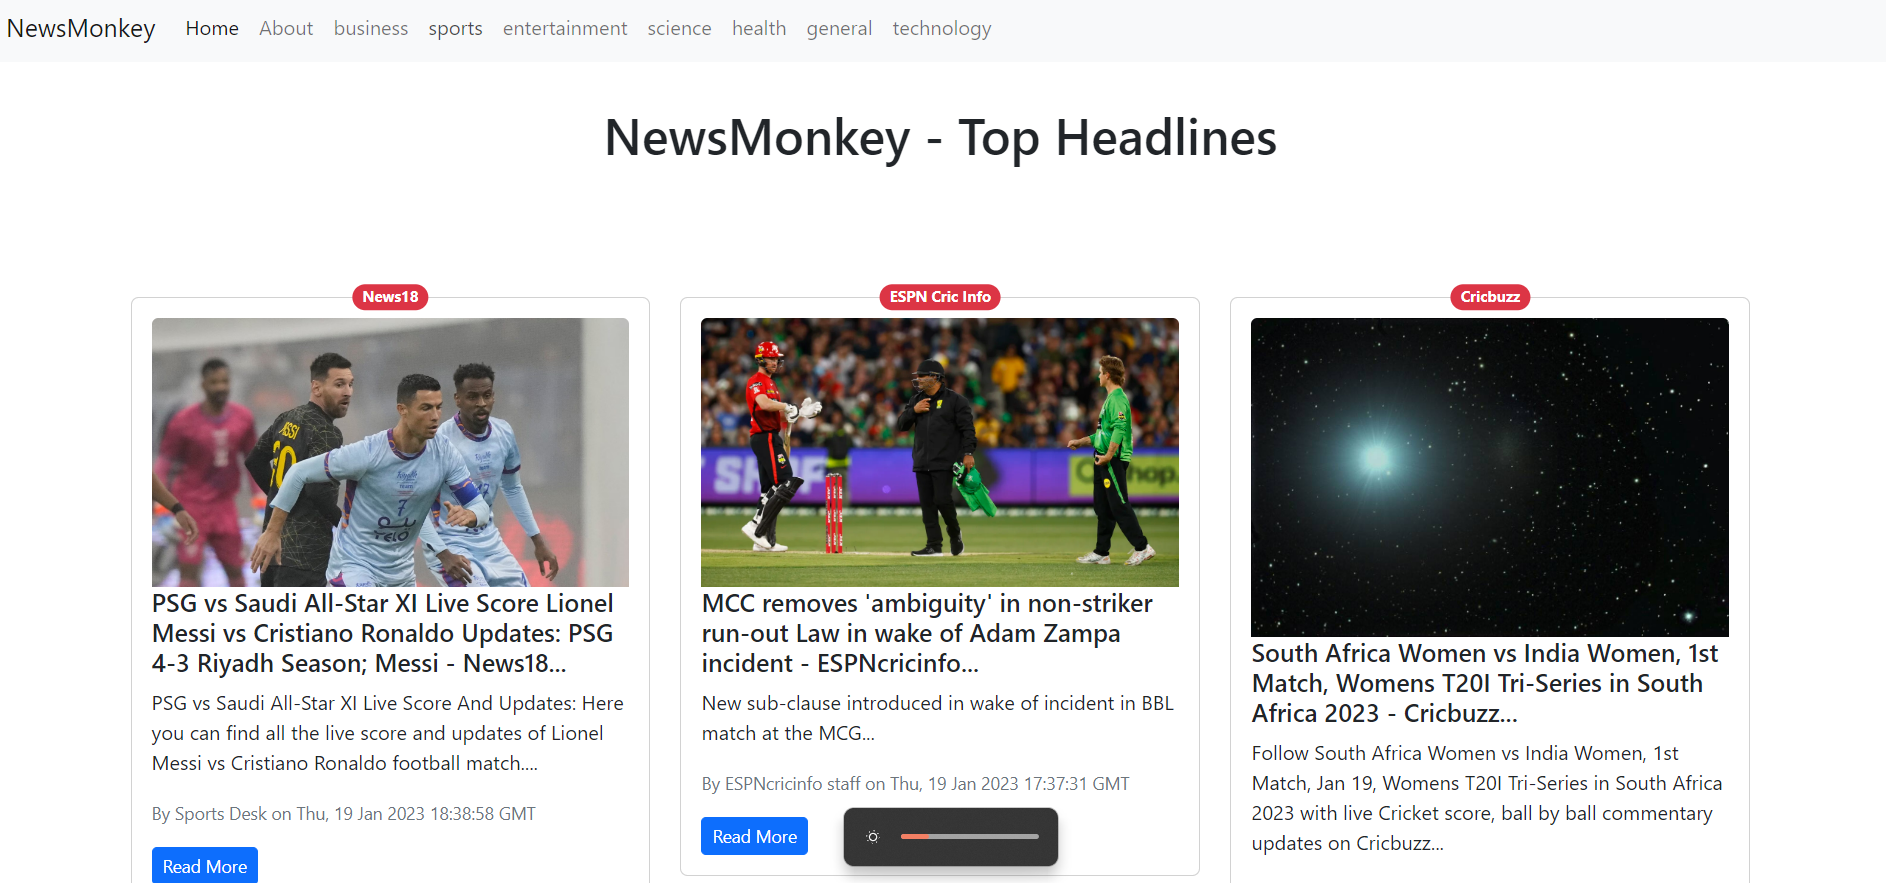 NewsMonkey Home About business sports entertainment science health general technology
NewsMonkey - Top Headlines
News18
MESSI
30
7
YELO
PSG vs Saudi All-Star XI Live Score Lionel
Messi vs Cristiano Ronaldo Updates: PSG
4-3 Riyadh Season; Messi - News18...
PSG vs Saudi All-Star XI Live Score And Updates: Here
you can find all the live score and updates of Lionel
Messi vs Cristiano Ronaldo football match....
By Sports Desk on Thu, 19 Jan 2023 18:38:58 GMT
Read More
ESPN Cric Info
hop.
MCC removes 'ambiguity' in non-striker
run-out Law in wake of Adam Zampa
incident - ESPNcricinfo...
New sub-clause introduced in wake of incident in BBL
match at the MCG...
By ESPNcricinfo staff on Thu, 19 Jan 2023 17:37:31 GMT
Read More
Cricbuzz
South Africa Women vs India Women, 1st
Match, Womens T20I Tri-Series in South
Africa 2023 - Cricbuzz...
Follow South Africa Women vs India Women, 1st
Match, Jan 19, Womens T20I Tri-Series in South Africa
2023 with live Cricket score, ball by ball commentary
updates on Cricbuzz...